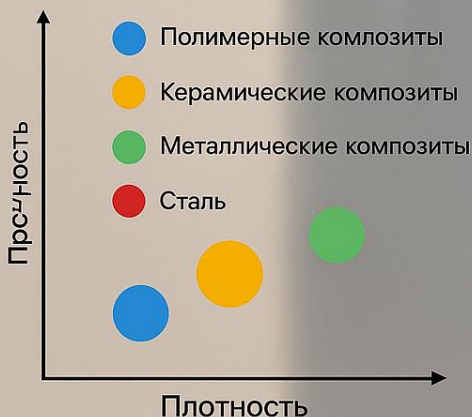 Полимерные комлозиты
Керамические композиты
Металлические композиты
Сталь
Плотность